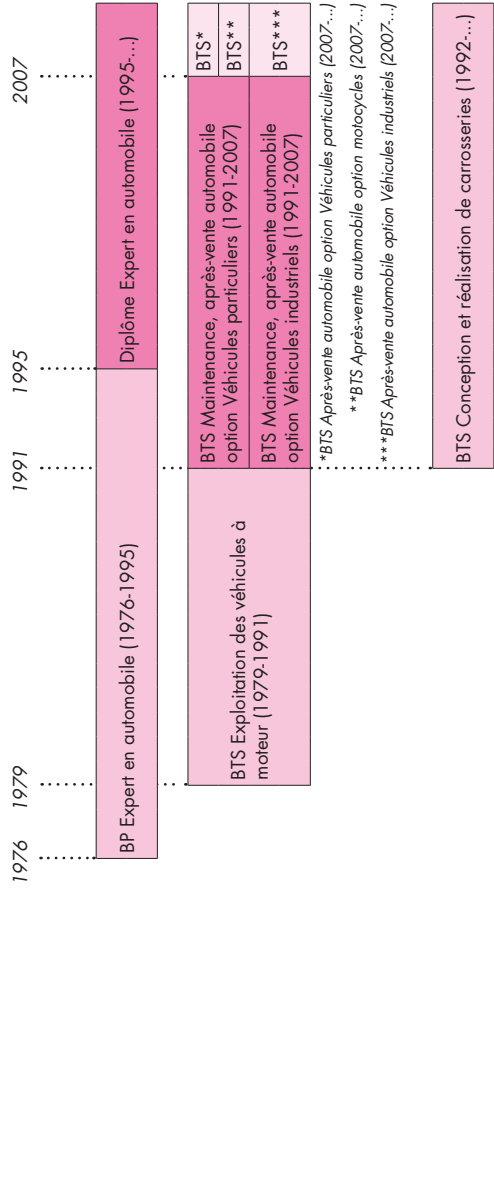 1976
1979
1991
1995
2007
BP Expert en automobile (1976-1995)
Diplôme Expert en automobile (1995-...)
BTS Exploitation des véhicules à
moteur (1979-1991)
BTS Maintenance, après-vente automobile
option Véhicules particuliers (1991-2007)
BTS Maintenance, après-vente automobile
option Véhicules industriels (1991-2007)
BTS*
BTS**
BTS***
*BTS Après-vente automobile option Véhicules particuliers (2007-...)
**BTS Après-vente automobile option motocycles (2007-...)
***BTS Après-vente automobile option Véhicules industriels (2007-...)
BTS Conception et réalisation de carrosseries (1992-...)